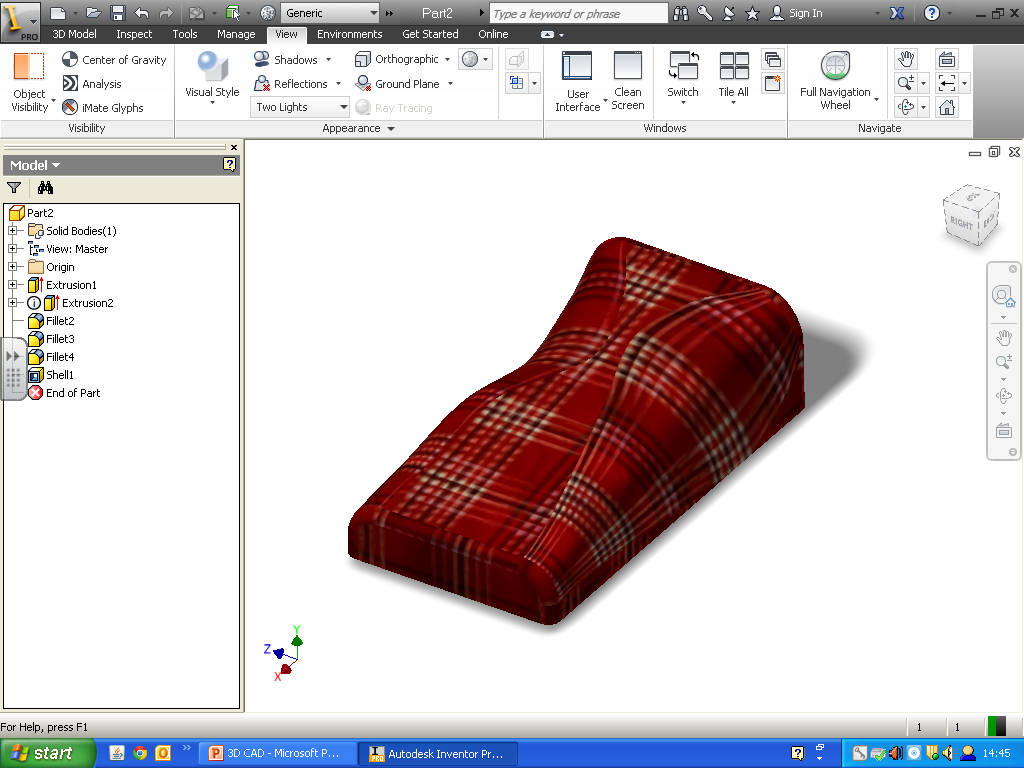 Generic
Part2
Type a keyword or phrase
Sign In
PRO
3D Model
Inspect
Tools
Manage
View
Environments
Get Started
Online
Object
Visibility
Center of Gravity
Analysis
iMate Glyphs
Visibility
Visual Style
Shadows
Reflections
Two Lights
Orthographic
Ground Plane
Ray Tracing
Appearance
User
Interface
Clean
Screen
Switch
Tile All
Windows
Full Navigation
Wheel
Navigate
Model
Part2
Solid Bodies(1)
View: Master
Origin
Extrusion1
Extrusion2
Fillet2
Fillet3
Fillet4
Shell1
End of Part
RIGHT
Y
Z
X
For Help, press F1
1
1
start
3D CAD - Microsoft P...
Autodesk Inventor Pr...
14:45